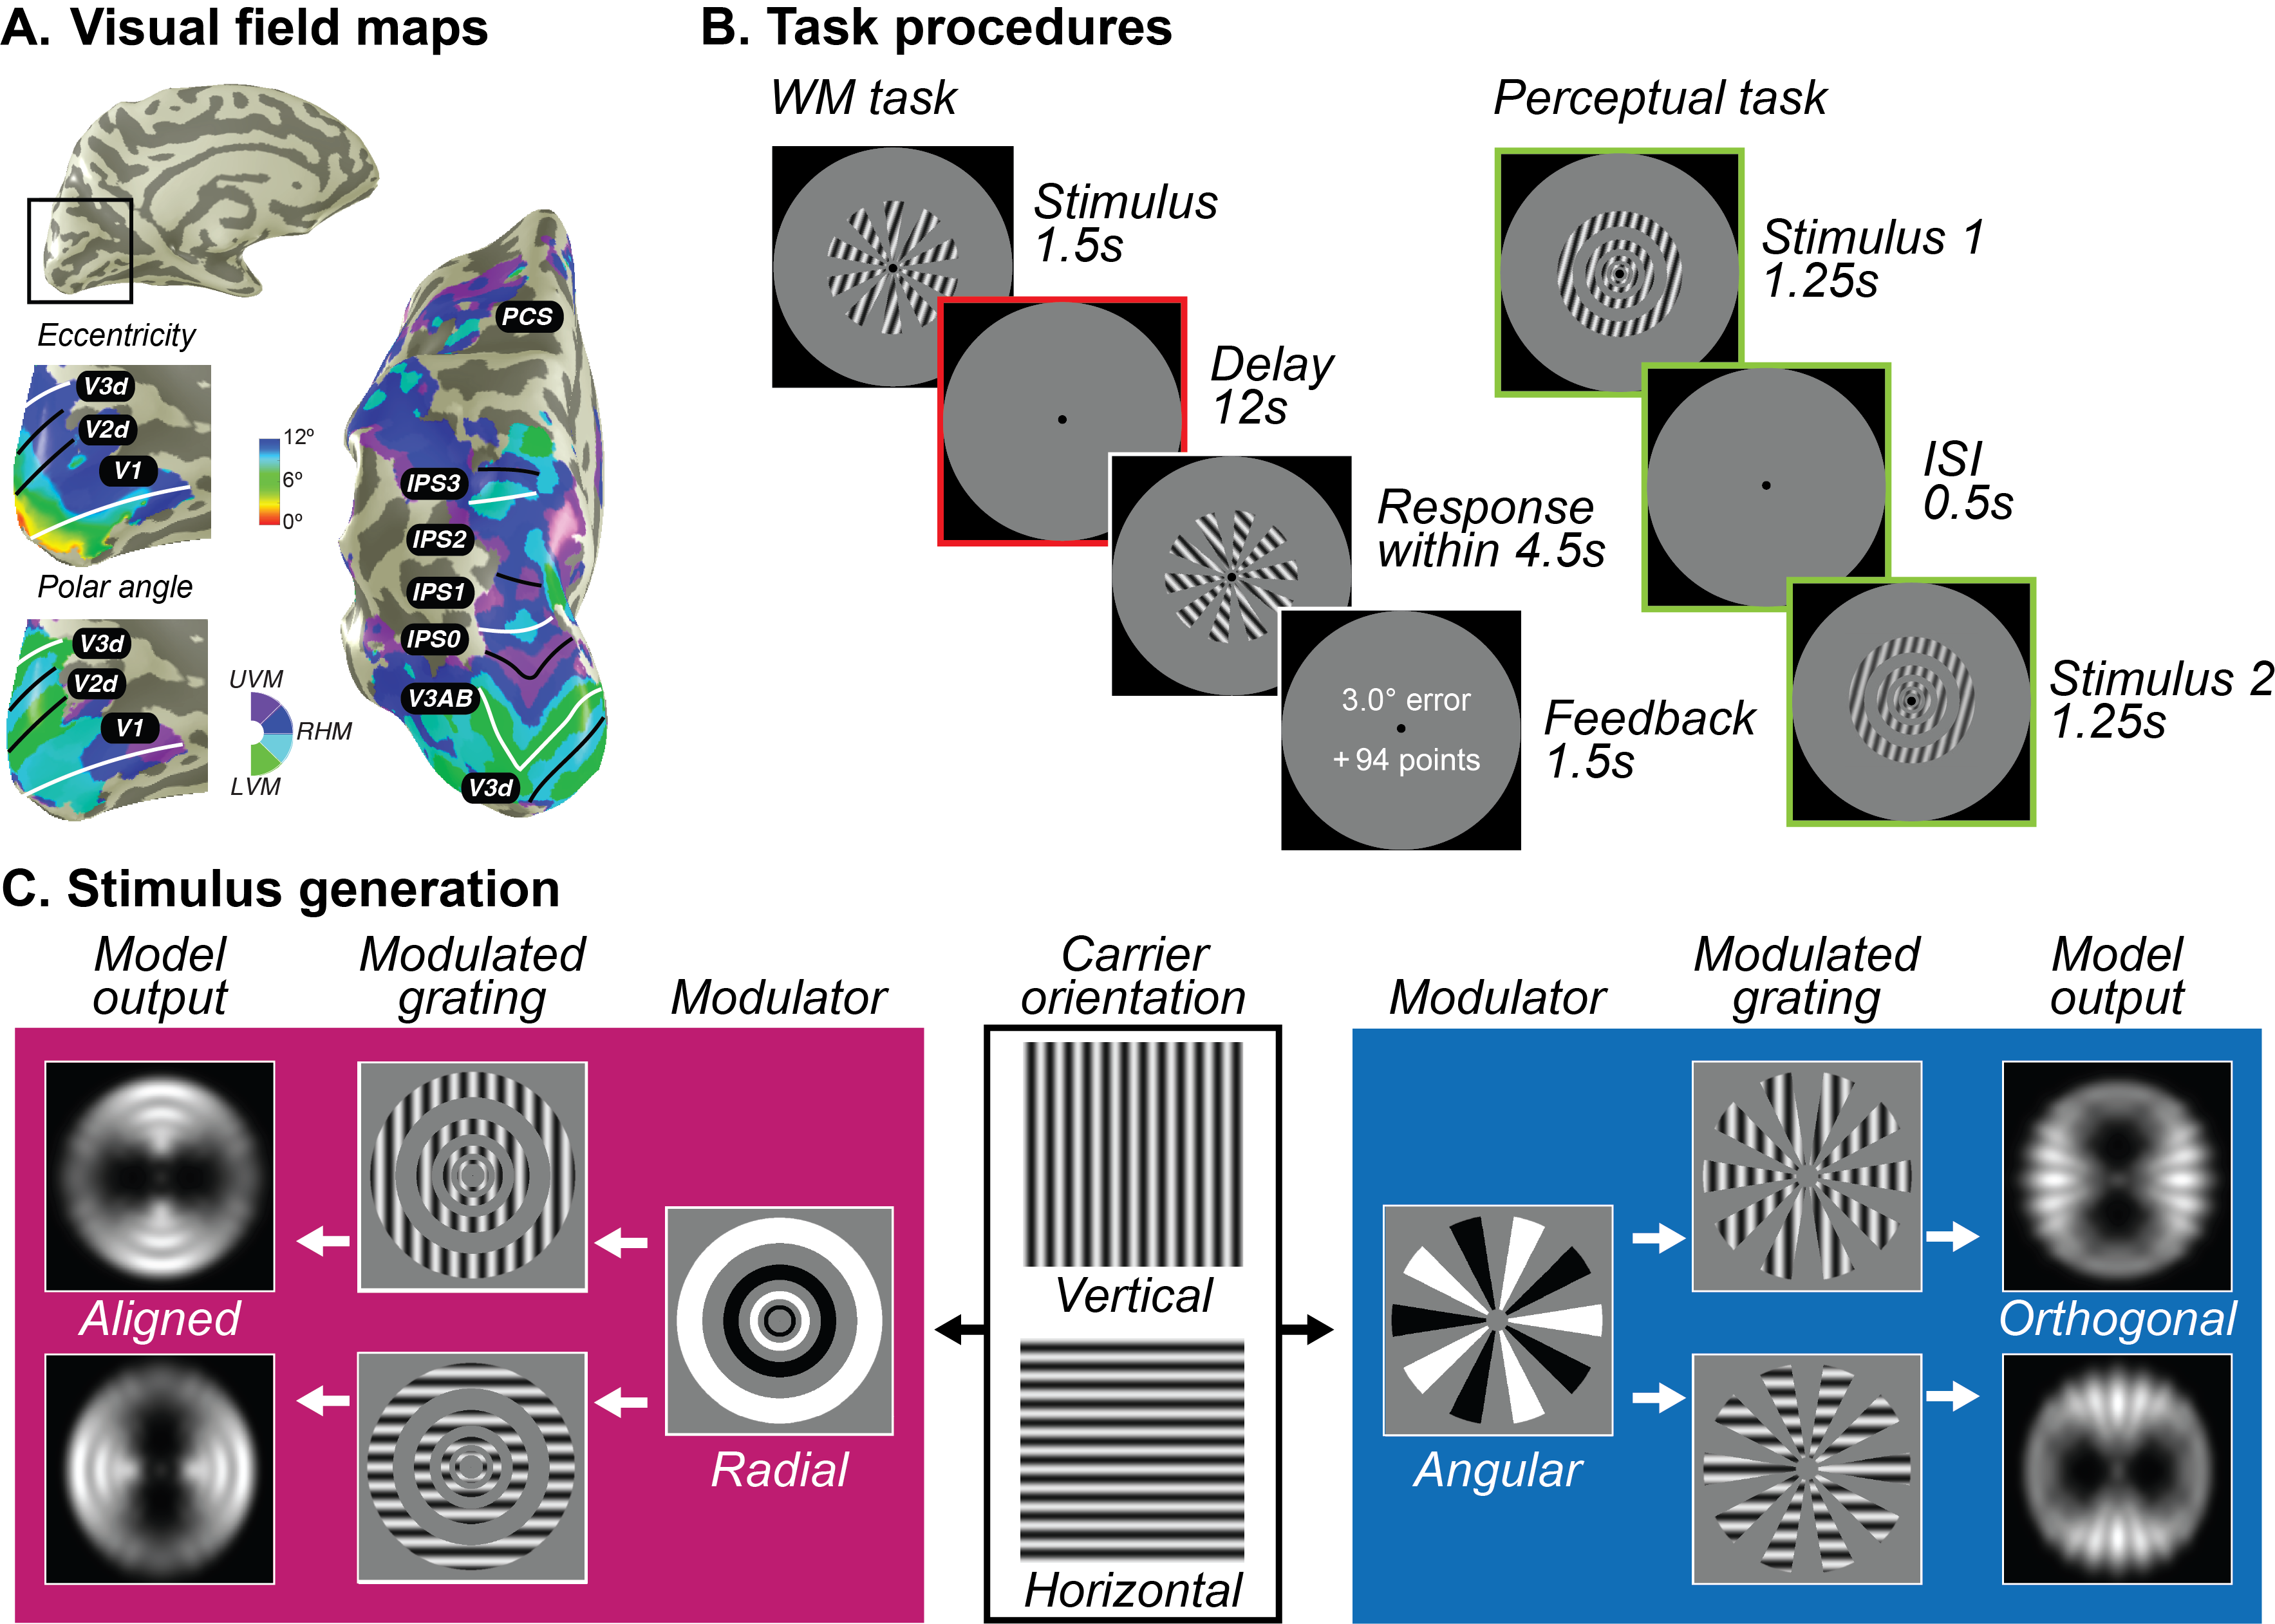 A. Visual field maps
Eccentricity
V3d
V2d
V1
12º
6º
0º
Polar angle
V3d
V2d
V1
UVM
RHM
LVM
PCS
IPS3
IPS2
IPS1
IPS0
V3AB
V3d
B. Task procedures
WM task
Stimulus
1.5s
Delay
12s
Response
within 4.5s
3.0° error
+ 94 points
Feedback
1.5s
Perceptual task
Stimulus 1
1.25s
ISI
0.5s
Stimulus 2
1.25s
C. Stimulus generation
Model
output
Modulated
grating
Modulator
Carrier
orientation
Modulator
Modulated
grating
Model
output
Aligned
Radial
Vertical
Horizontal
Angular
Orthogonal